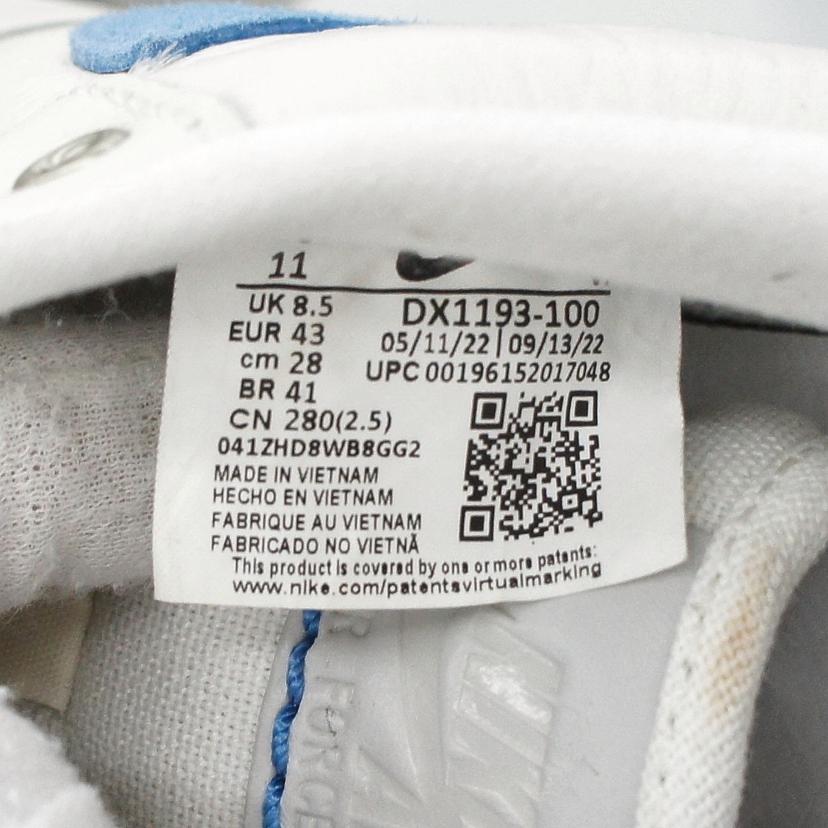 11
UK 8.5
EUR 43
cm 28
BR 41
CN 280(2.5)
041ZHD8WB8GG2
DX1193-100
05/11/22 | 09/13/22
UPC 00196152017048
MADE IN VIETNAM
HECHO EN VIETNAM
FABRIQUE AU VIETNAM
FABRICADO NO VIETNÃ
This product is covered by one or more patents:
www.nike.com/patentsvirtualmarking
FORCE